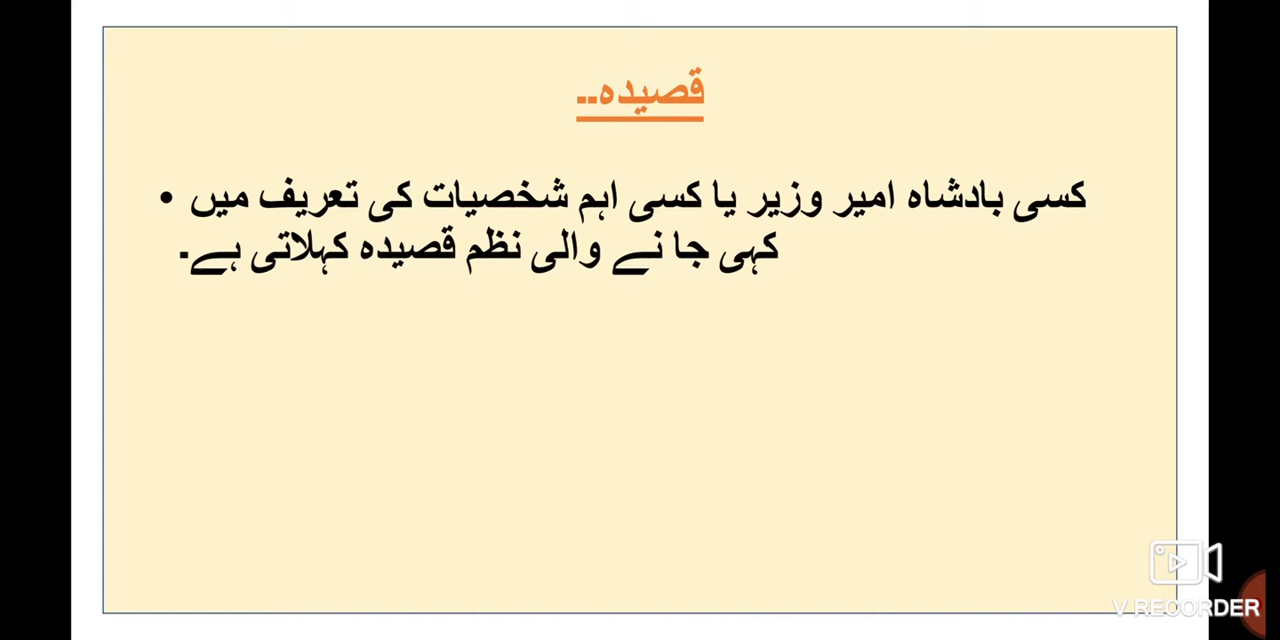 قصیدہ۔۔
• کسی بادشاہ امیر وزیر یا کسی اہم شخصیات کی تعریف میں
کہی جا نے والی نظم قصیدہ کہلاتی ہے۔
V RECORDER